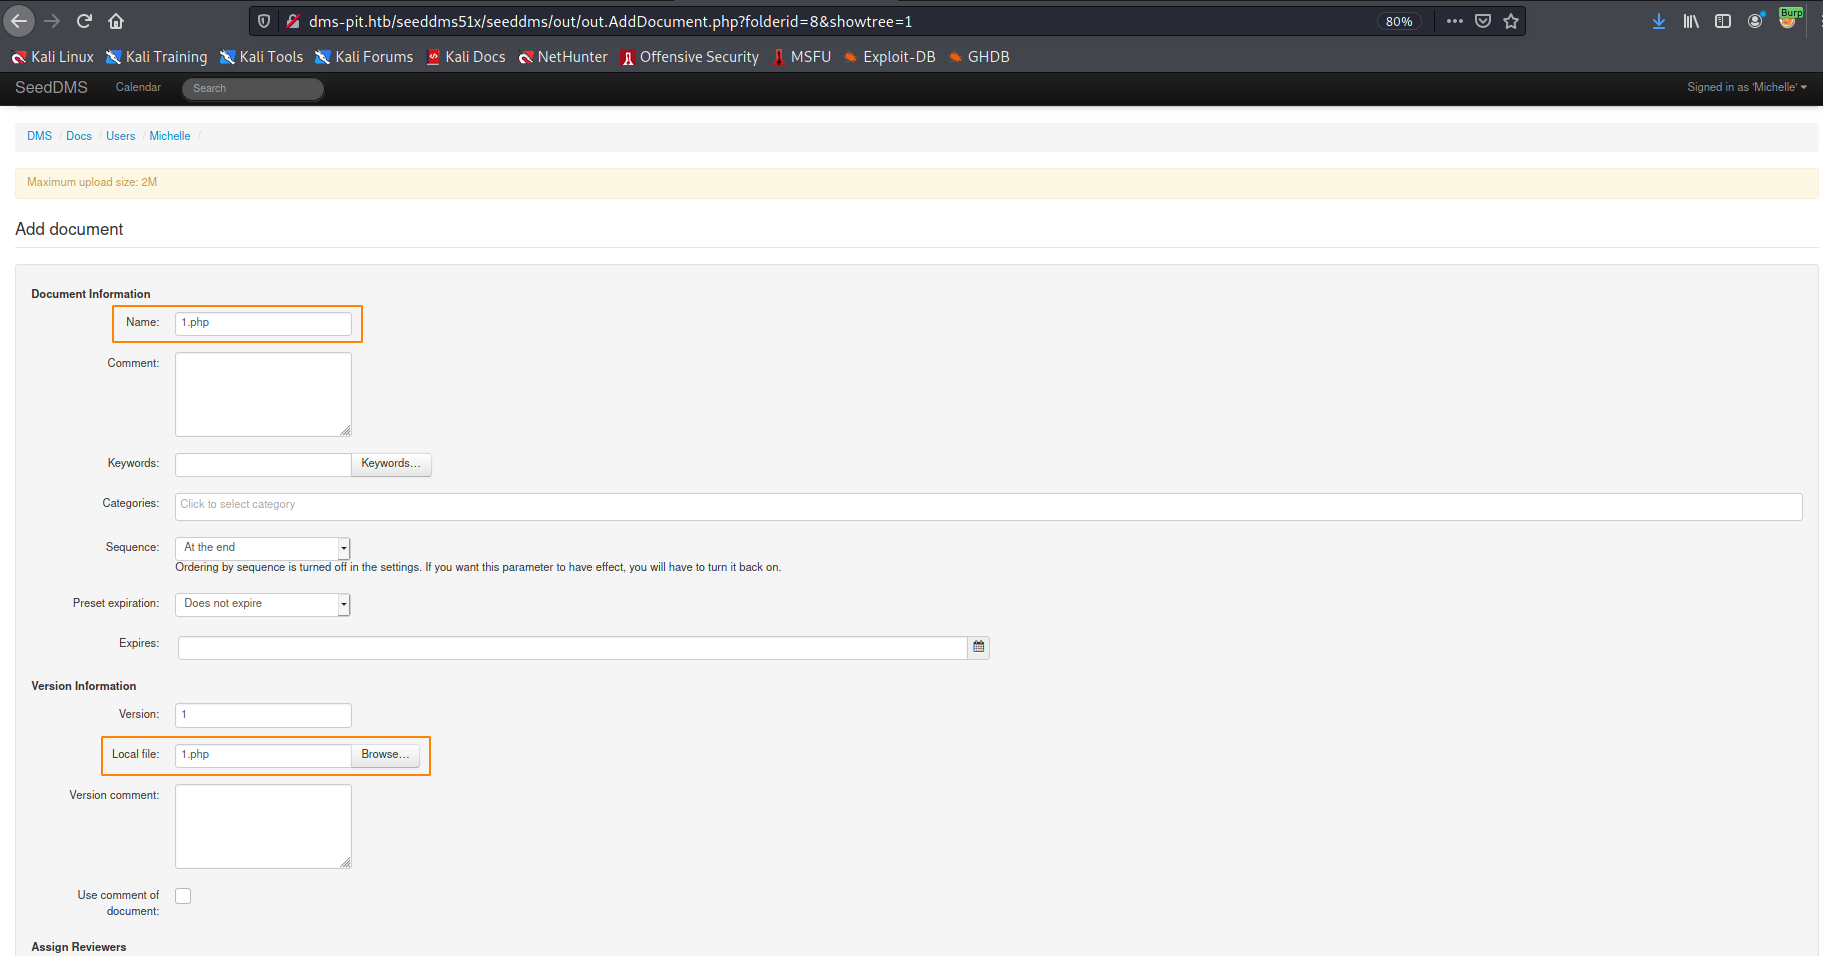 dms-pit.htb/seeddms51x/seeddms/out/out.AddDocument.php?folderid=8&showtree=1 80% Burp
Kali Linux Kali Training Kali Tools Kali Forums Kali Docs NetHunter Offensive Security MSFU Exploit-DB GHDB
SeedDMS Calendar Search Signed in as 'Michelle'
DMS / Docs / Users / Michelle /
Maximum upload size: 2M
Add document
Document Information
Name: 1.php
Comment:
Keywords: Keywords...
Categories: Click to select category
Sequence: At the end
Ordering by sequence is turned off in the settings. If you want this parameter to have effect, you will have to turn it back on.
Preset expiration: Does not expire
Expires:
Version Information
Version: 1
Local file: 1.php Browse...
Version comment:
Use comment of
document:
Assign Reviewers